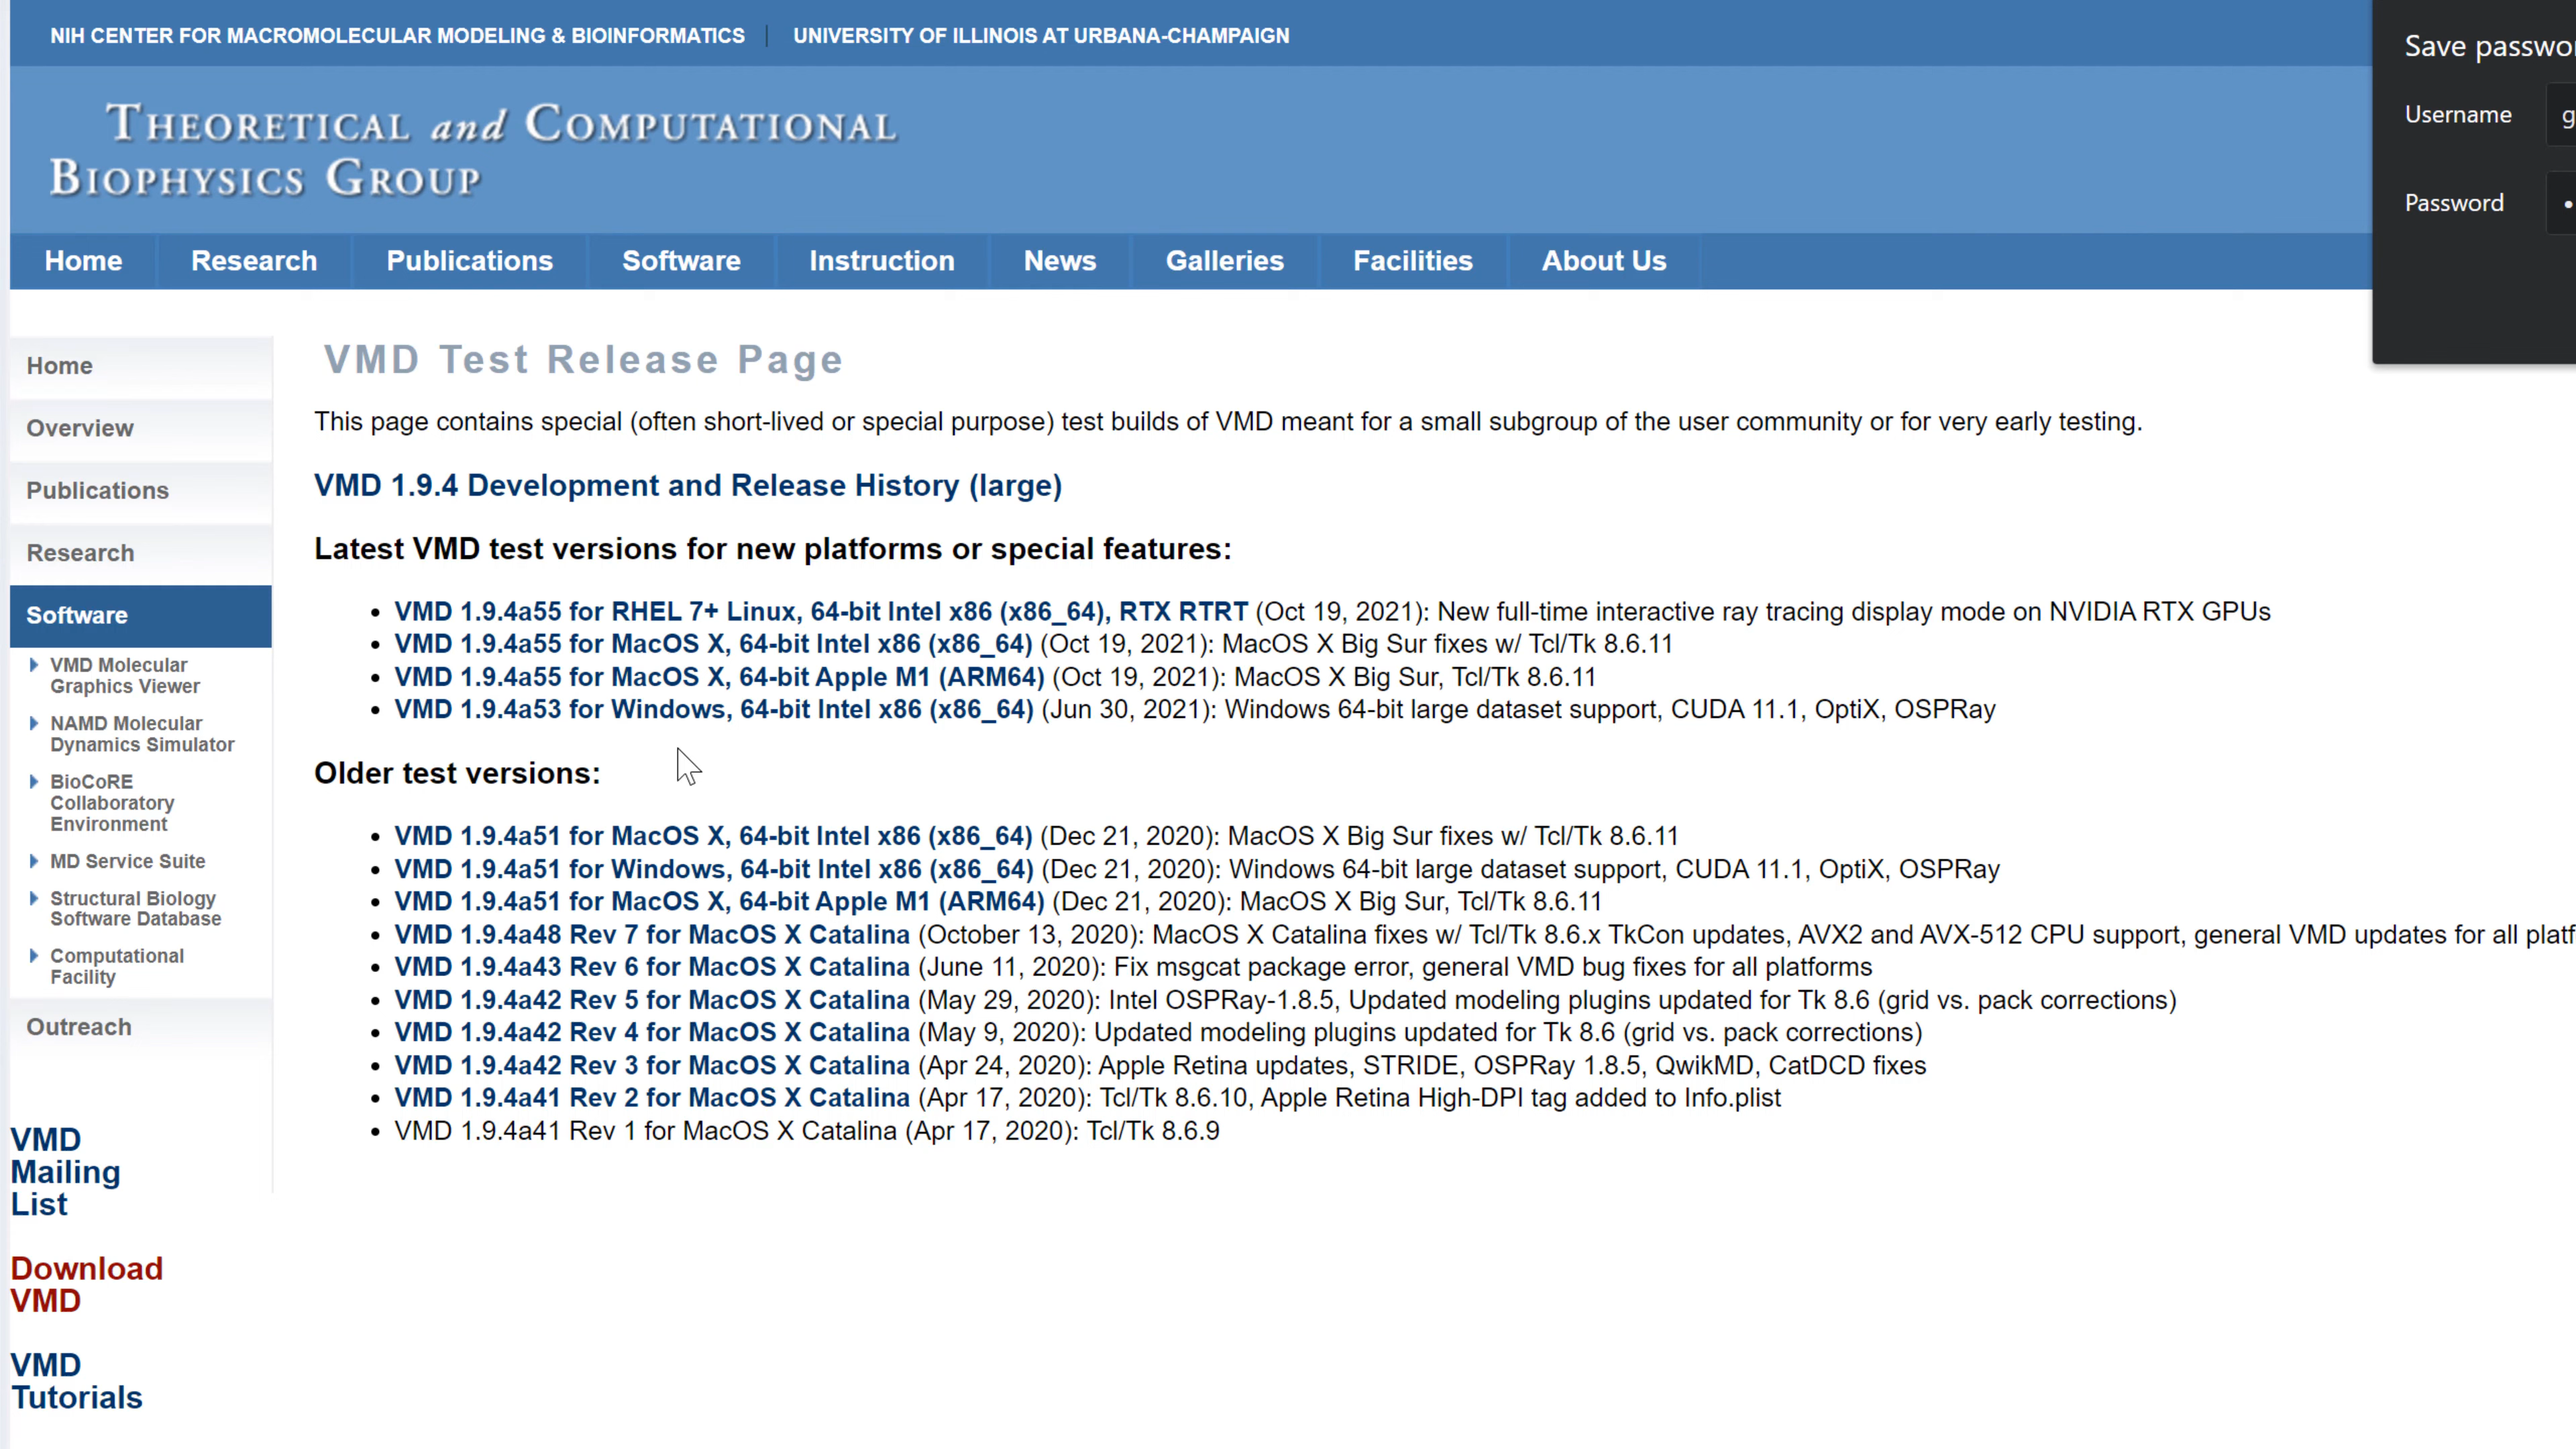 NIH CENTER FOR MACROMOLECULAR MODELING & BIOINFORMATICS | UNIVERSITY OF ILLINOIS AT URBANA-CHAMPAIGN
THEORETICAL and COMPUTATIONAL
BIOPHYSICS GROUP
Home Research Publications Software Instruction News Galleries Facilities About Us
Save
Username
Password
Home
Overview
Publications
Research
Software
VMD Molecular
Graphics Viewer
NAMD Molecular
Dynamics Simulator
BioCoRE
Collaboratory
Environment
MD Service Suite
Structural Biology
Software Database
Computational
Facility
Outreach
VMD
Mailing
List
Download
VMD
VMD
Tutorials
VMD Test Release Page
This page contains special (often short-lived or special purpose) test builds of VMD meant for a small subgroup of the user community or for very early testing.
VMD 1.9.4 Development and Release History (large)
Latest VMD test versions for new platforms or special features:
• VMD 1.9.4a55 for RHEL 7+ Linux, 64-bit Intel x86 (x86_64), RTX RTRT (Oct 19, 2021): New full-time interactive ray tracing display mode on NVIDIA RTX GPUs
• VMD 1.9.4a55 for MacOS X, 64-bit Intel x86 (x86_64) (Oct 19, 2021): MacOS X Big Sur fixes w/ Tcl/Tk 8.6.11
• VMD 1.9.4a55 for MacOS X, 64-bit Apple M1 (ARM64) (Oct 19, 2021): MacOS X Big Sur, Tcl/Tk 8.6.11
• VMD 1.9.4a53 for Windows, 64-bit Intel x86 (x86_64) (Jun 30, 2021): Windows 64-bit large dataset support, CUDA 11.1, OptiX, OSPRay
Older test versions:
• VMD 1.9.4a51 for MacOS X, 64-bit Intel x86 (x86_64) (Dec 21, 2020): MacOS X Big Sur fixes w/ Tcl/Tk 8.6.11
• VMD 1.9.4a51 for Windows, 64-bit Intel x86 (x86_64) (Dec 21, 2020): Windows 64-bit large dataset support, CUDA 11.1, OptiX, OSPRay
• VMD 1.9.4a51 for MacOS X, 64-bit Apple M1 (ARM64) (Dec 21, 2020): MacOS X Big Sur, Tcl/Tk 8.6.11
• VMD 1.9.4a48 Rev 7 for MacOS X Catalina (October 13, 2020): MacOS X Catalina fixes w/ Tcl/Tk 8.6.x TkCon updates, AVX2 and AVX-512 CPU support, general VMD updates for all
• VMD 1.9.4a43 Rev 6 for MacOS X Catalina (June 11, 2020): Fix msgcat package error, general VMD bug fixes for all platforms
• VMD 1.9.4a42 Rev 5 for MacOS X Catalina (May 29, 2020): Intel OSPRay-1.8.5, Updated modeling plugins updated for Tk 8.6 (grid vs. pack corrections)
• VMD 1.9.4a42 Rev 4 for MacOS X Catalina (May 9, 2020): Updated modeling plugins updated for Tk 8.6 (grid vs. pack corrections)
• VMD 1.9.4a42 Rev 3 for MacOS X Catalina (Apr 24, 2020): Apple Retina updates, STRIDE, OSPRay 1.8.5, QwikMD, CatDCD fixes
• VMD 1.9.4a41 Rev 2 for MacOS X Catalina (Apr 17, 2020): Tcl/Tk 8.6.10, Apple Retina High-DPI tag added to Info.plist
• VMD 1.9.4a41 Rev 1 for MacOS X Catalina (Apr 17, 2020): Tcl/Tk 8.6.9